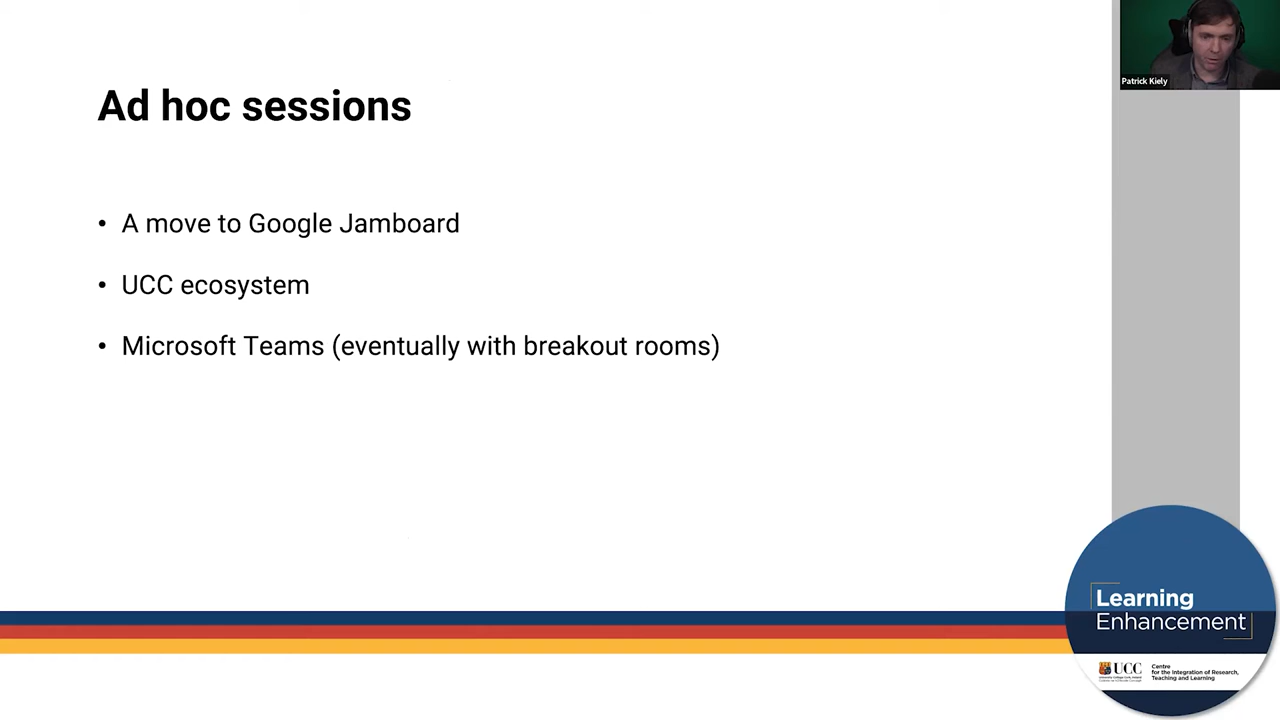 Patrick Kiely
Ad hoc sessions
• A move to Google Jamboard
• UCC ecosystem
• Microsoft Teams (eventually with breakout rooms)
Learning
Enhancement
UCC
Centre
for the Integration of Research,
Teaching and Learning